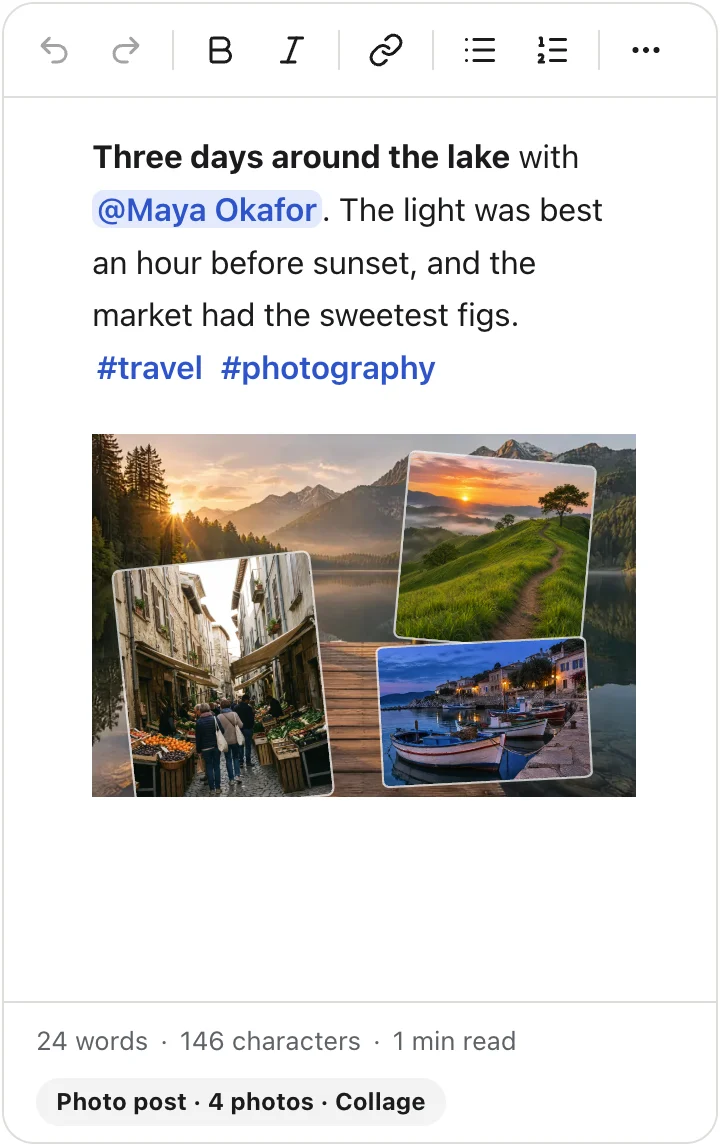 Three days around the lake with
@Maya Okafor. The light was best
an hour before sunset, and the
market had the sweetest figs.
#travel #photography
24 words · 146 characters · 1 min read
Photo post · 4 photos · Collage